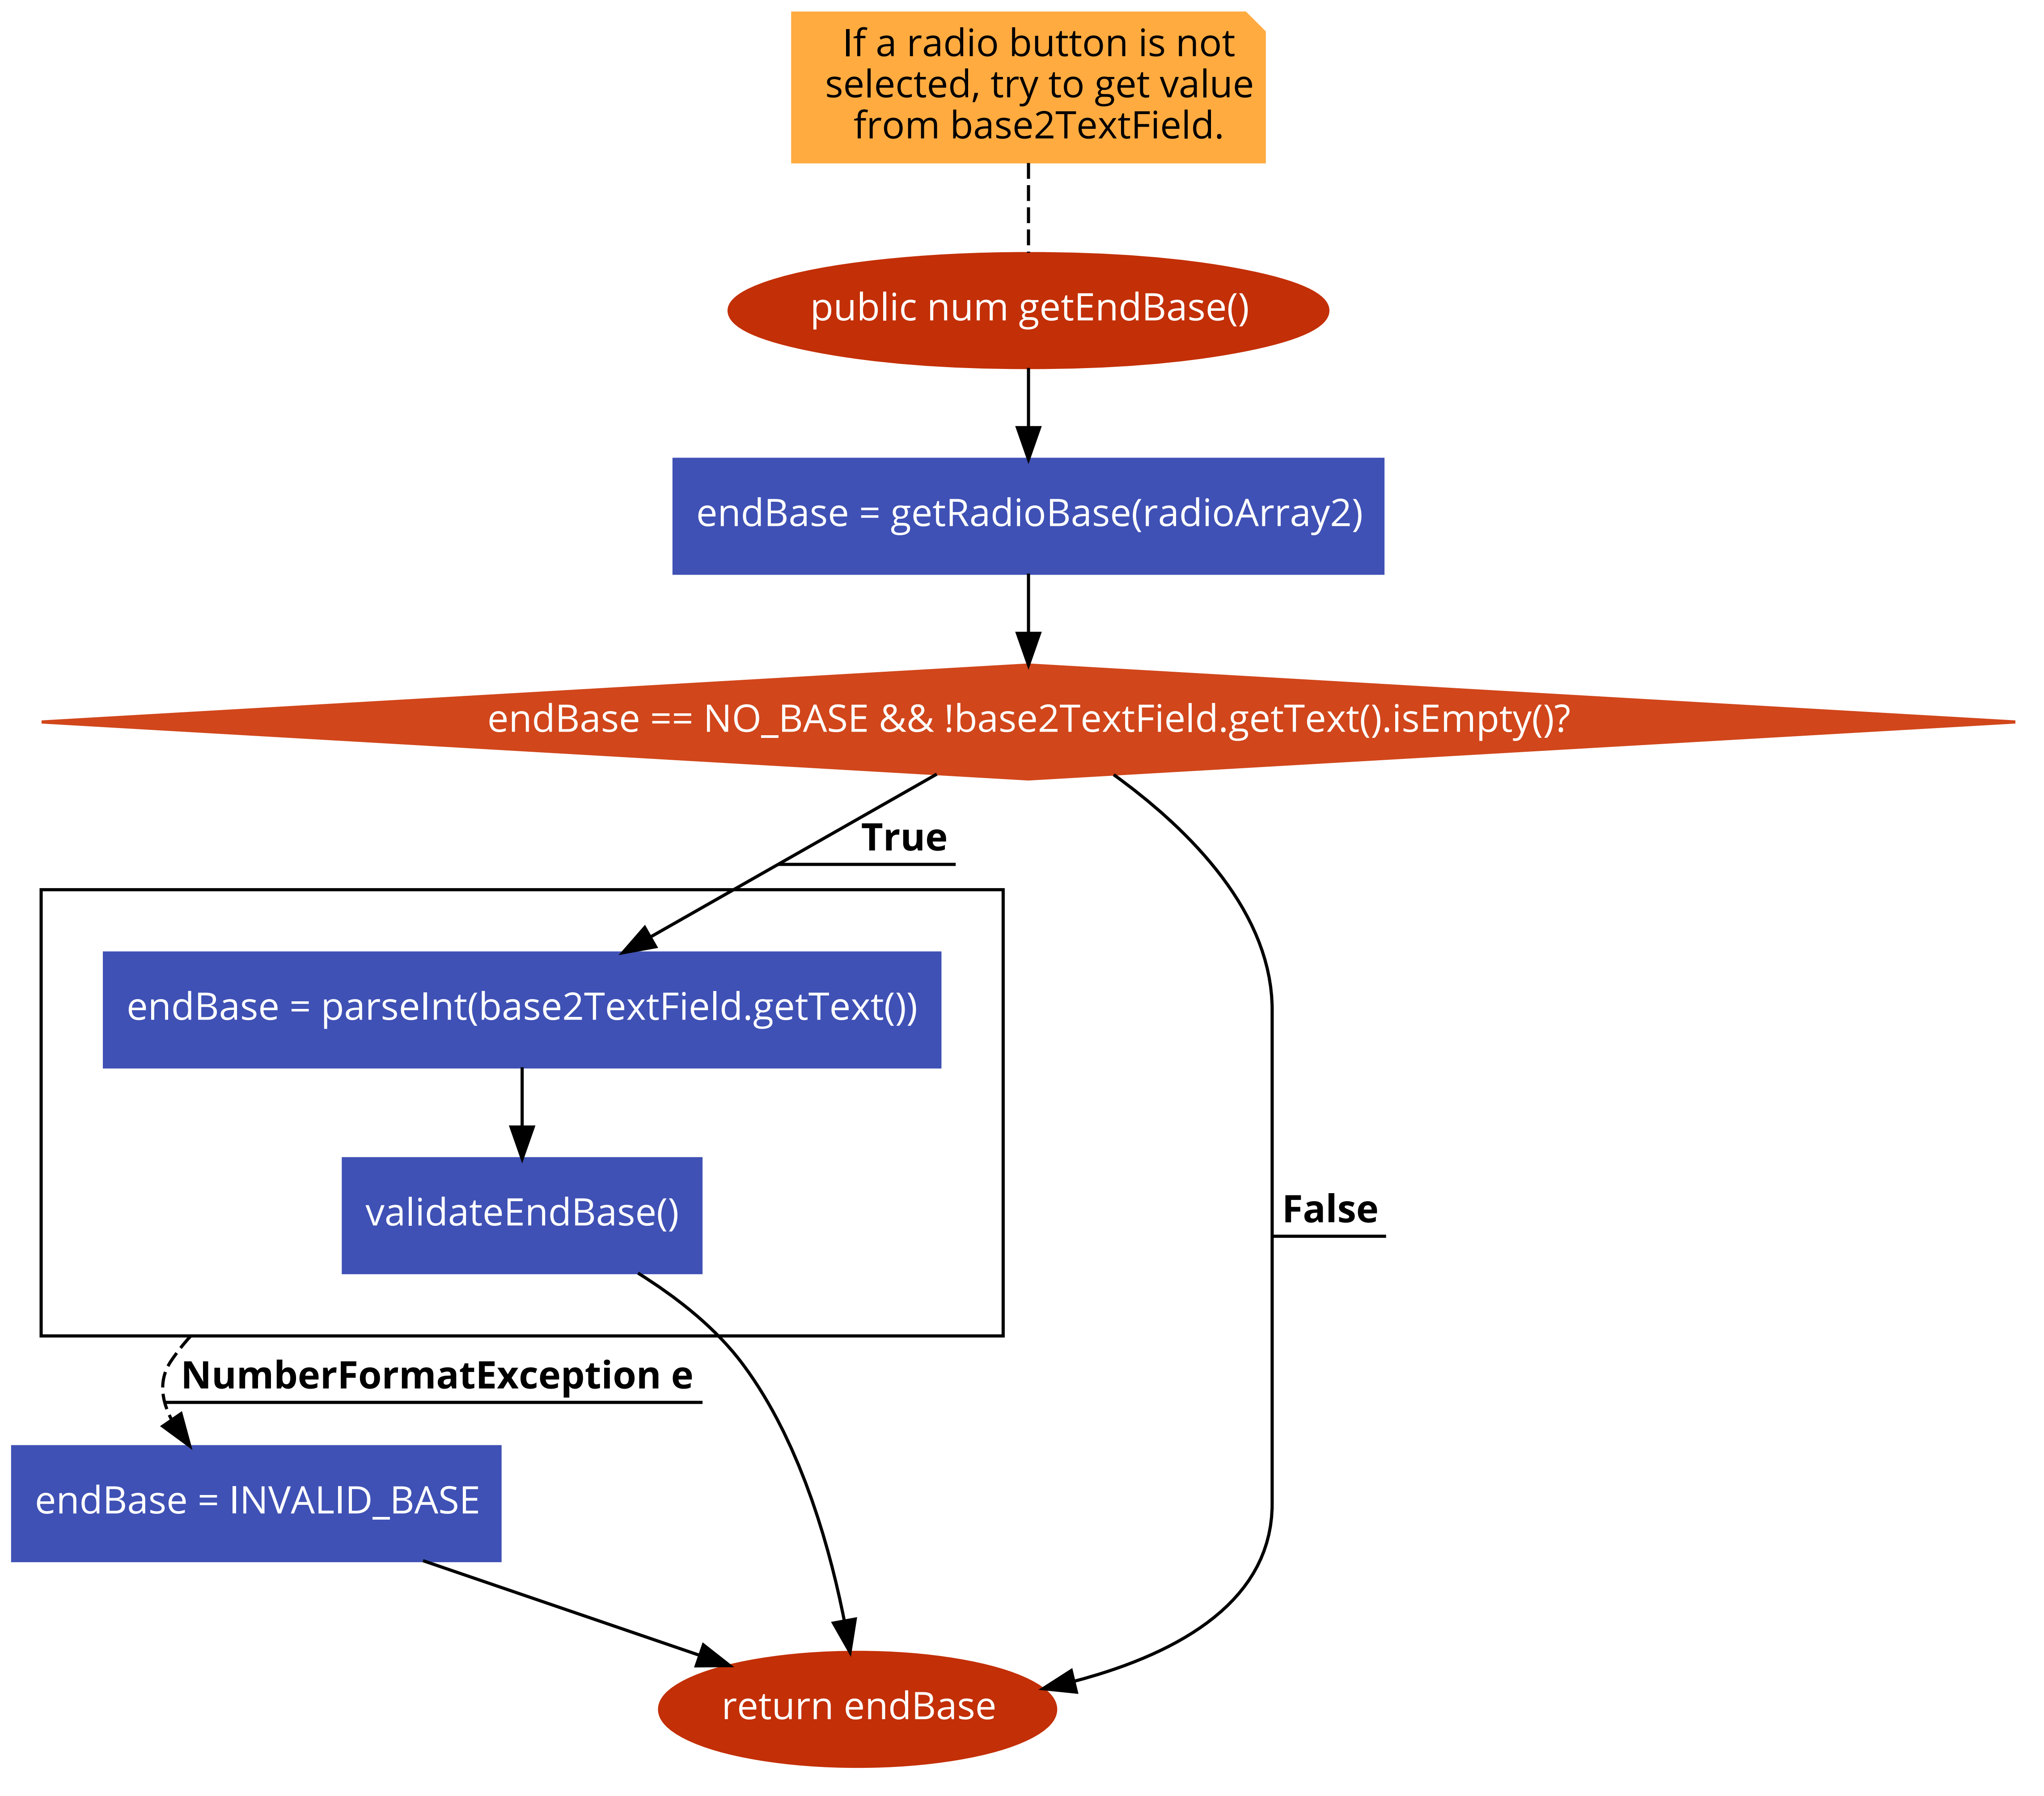 If a radio button is not
selected, try to get value
from base2TextField.
public num getEndBase()
endBase = getRadioBase(radioArray2)
endBase == NO_BASE && !base2TextField.getText().isEmpty()?
True
endBase = parseInt(base2TextField.getText())
validateEndBase()
False
NumberFormatException e
endBase = INVALID_BASE
return endBase